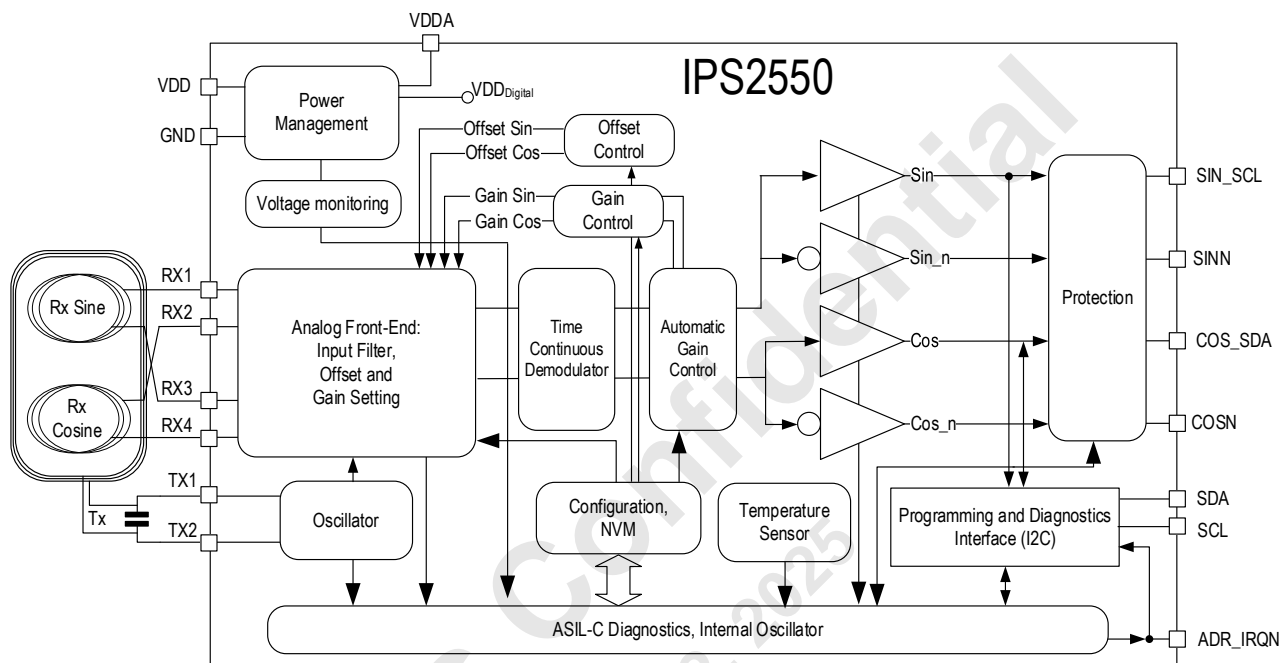 VDDA
IPS2550
VDD
GND
Power
Management
VDDDigital
Offset Sin
Offset Cos
Offset
Control
Gain Sin
Gain Cos
Gain
Control
Voltage monitoring
Sin
Sin_n
Cos
Cos_n
Protection
SIN_SCL
SINN
COS_SDA
COSN
Rx Sine
Rx
Cosine
RX1
RX2
RX3
RX4
Analog Front-End:
Input Filter,
Offset and
Gain Setting
Time
Continuous
Demodulator
Automatic
Gain
Control
TX1
Tx
TX2
Oscillator
Configuration,
NVM
Temperature
Sensor
Programming and Diagnostics
Interface (I2C)
SDA
SCL
ASIL-C Diagnostics, Internal Oscillator
ADR_IRQN
Confidential
2025